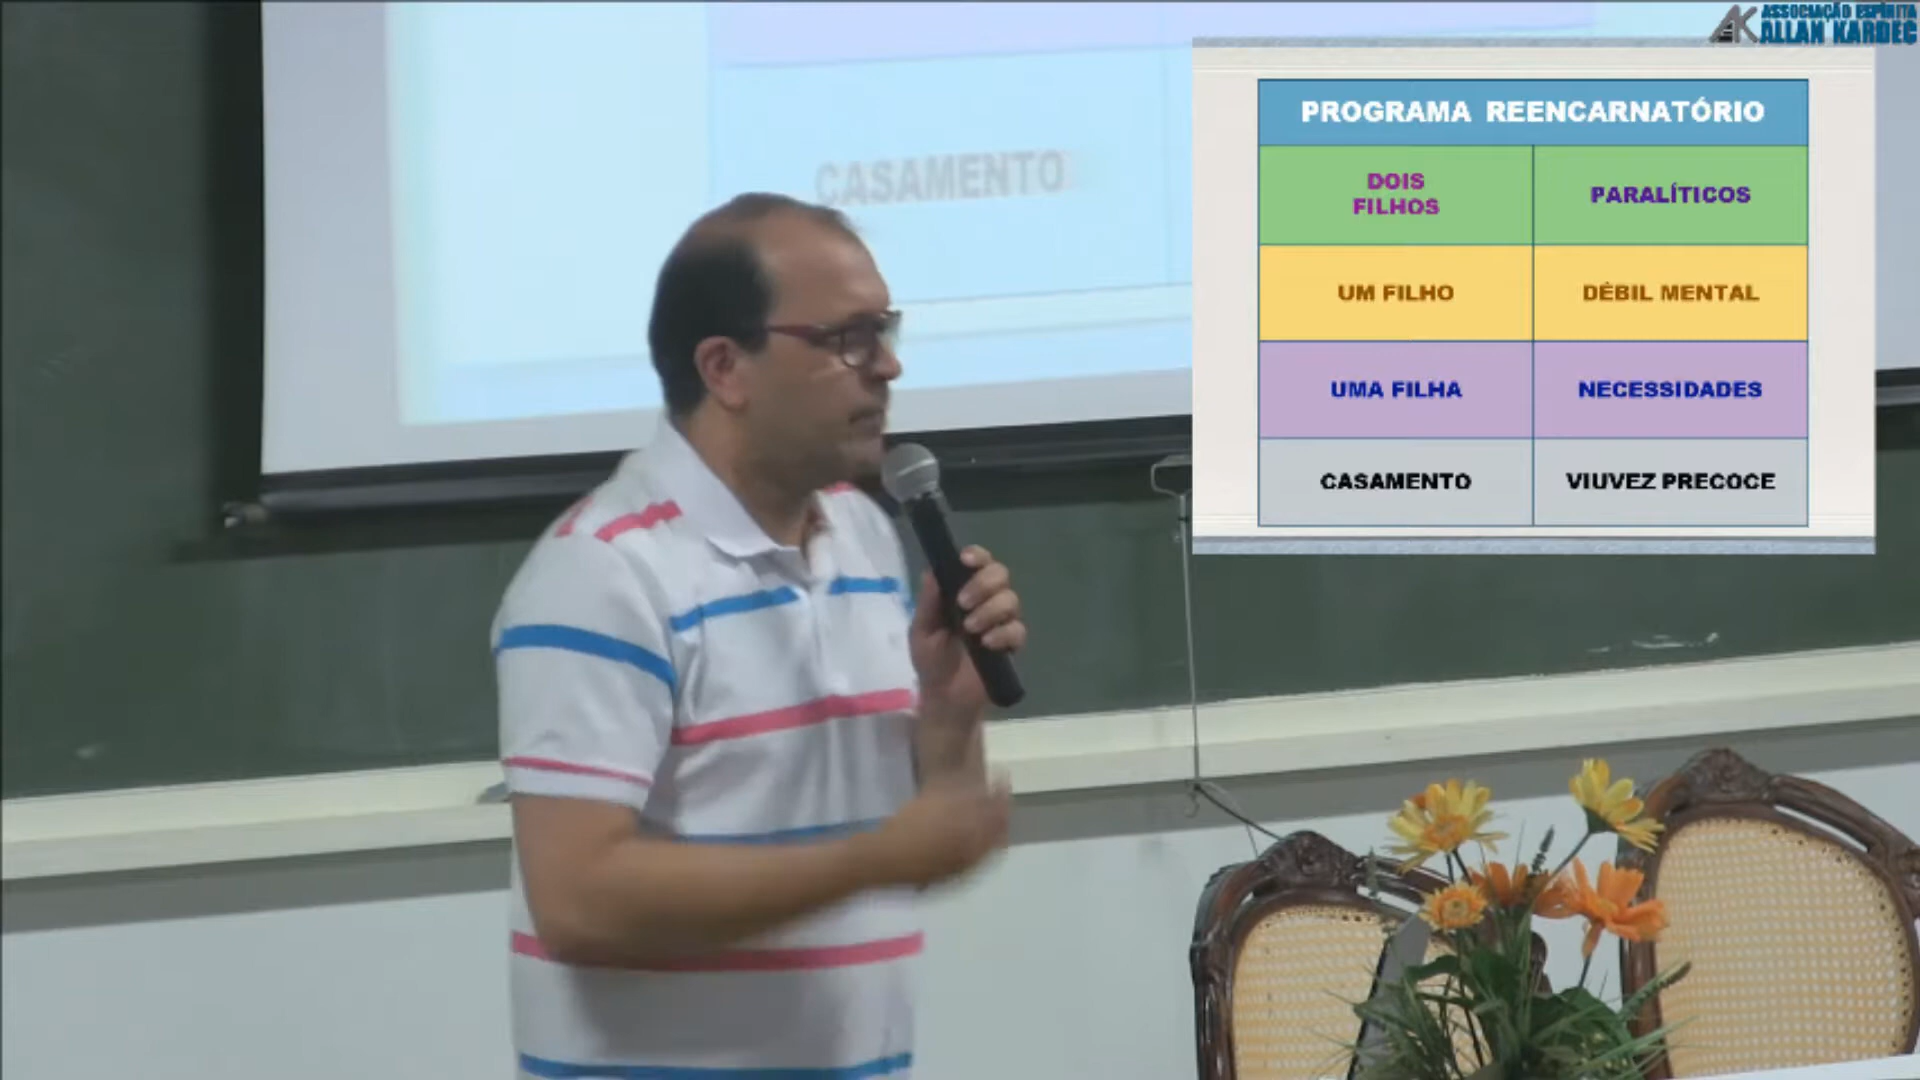 ASSOCIAÇÃO ESPÍRITA
AK ALLAN KARDEC
CASAMENTO
PROGRAMA REENCARNATÓRIO
DOIS
FILHOS
PARALÍTICOS
UM FILHO
DÉBIL MENTAL
UMA FILHA
NECESSIDADES
CASAMENTO
VIUVEZ PRECOCE